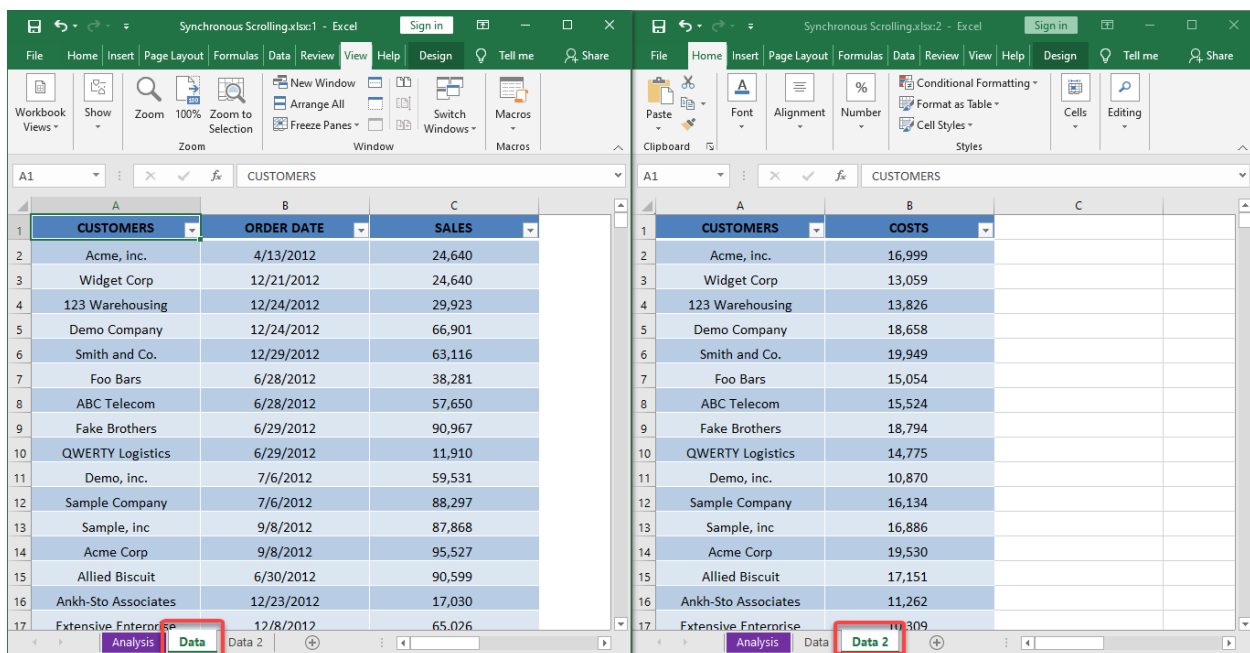 Synchronous Scrolling.xlsx:1 - Excel Sign in
File Home Insert Page Layout Formulas Data Review View Help Design Tell me Share
Workbook Views Show Zoom 100% Zoom to Selection New Window Arrange All Freeze Panes Switch Windows Macros
Zoom Window Macros
A1 fx CUSTOMERS
A B C
1 CUSTOMERS ORDER DATE SALES
2 Acme, inc. 4/13/2012 24,640
3 Widget Corp 12/21/2012 24,640
4 123 Warehousing 12/24/2012 29,923
5 Demo Company 12/24/2012 66,901
6 Smith and Co. 12/29/2012 63,116
7 Foo Bars 6/28/2012 38,281
8 ABC Telecom 6/28/2012 57,650
9 Fake Brothers 6/29/2012 90,967
10 QWERTY Logistics 6/29/2012 11,910
11 Demo, inc. 7/6/2012 59,531
12 Sample Company 7/6/2012 88,297
13 Sample, inc 9/8/2012 87,868
14 Acme Corp 9/8/2012 95,527
15 Allied Biscuit 6/30/2012 90,599
16 Ankh-Sto Associates 12/23/2012 17,030
17 Extensive Enterprise 12/8/2012 65,026
Analysis Data Data 2
Synchronous Scrolling.xlsx:2 - Excel Sign in
File Home Insert Page Layout Formulas Data Review View Help Design Tell me Share
Paste Font Alignment Number % Conditional Formatting Format as Table Cell Styles Cells Editing
Clipboard Styles
A1 fx CUSTOMERS
A B C
1 CUSTOMERS COSTS
2 Acme, inc. 16,999
3 Widget Corp 13,059
4 123 Warehousing 13,826
5 Demo Company 18,658
6 Smith and Co. 19,949
7 Foo Bars 15,054
8 ABC Telecom 15,524
9 Fake Brothers 18,794
10 QWERTY Logistics 14,775
11 Demo, inc. 10,870
12 Sample Company 16,134
13 Sample, inc 16,886
14 Acme Corp 19,530
15 Allied Biscuit 17,151
16 Ankh-Sto Associates 11,262
17 Extensive Enterprise 10,309
Analysis Data Data 2